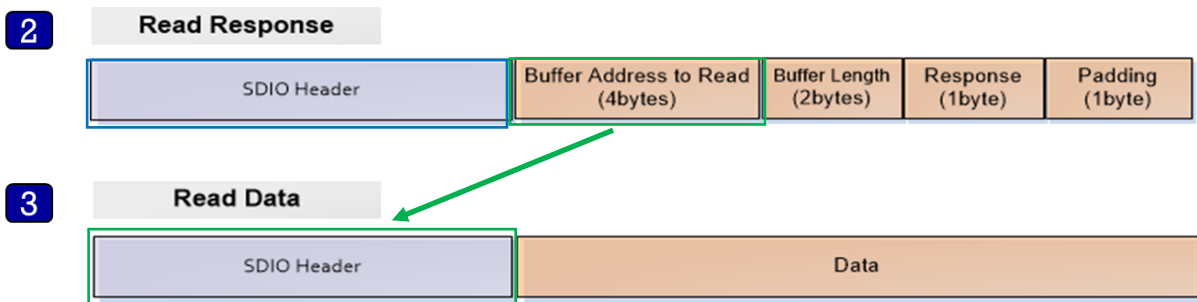 2
Read Response
SDIO Header
Buffer Address to Read
(4bytes)
Buffer Length
(2bytes)
Response
(1byte)
Padding
(1byte)
3
Read Data
SDIO Header
Data